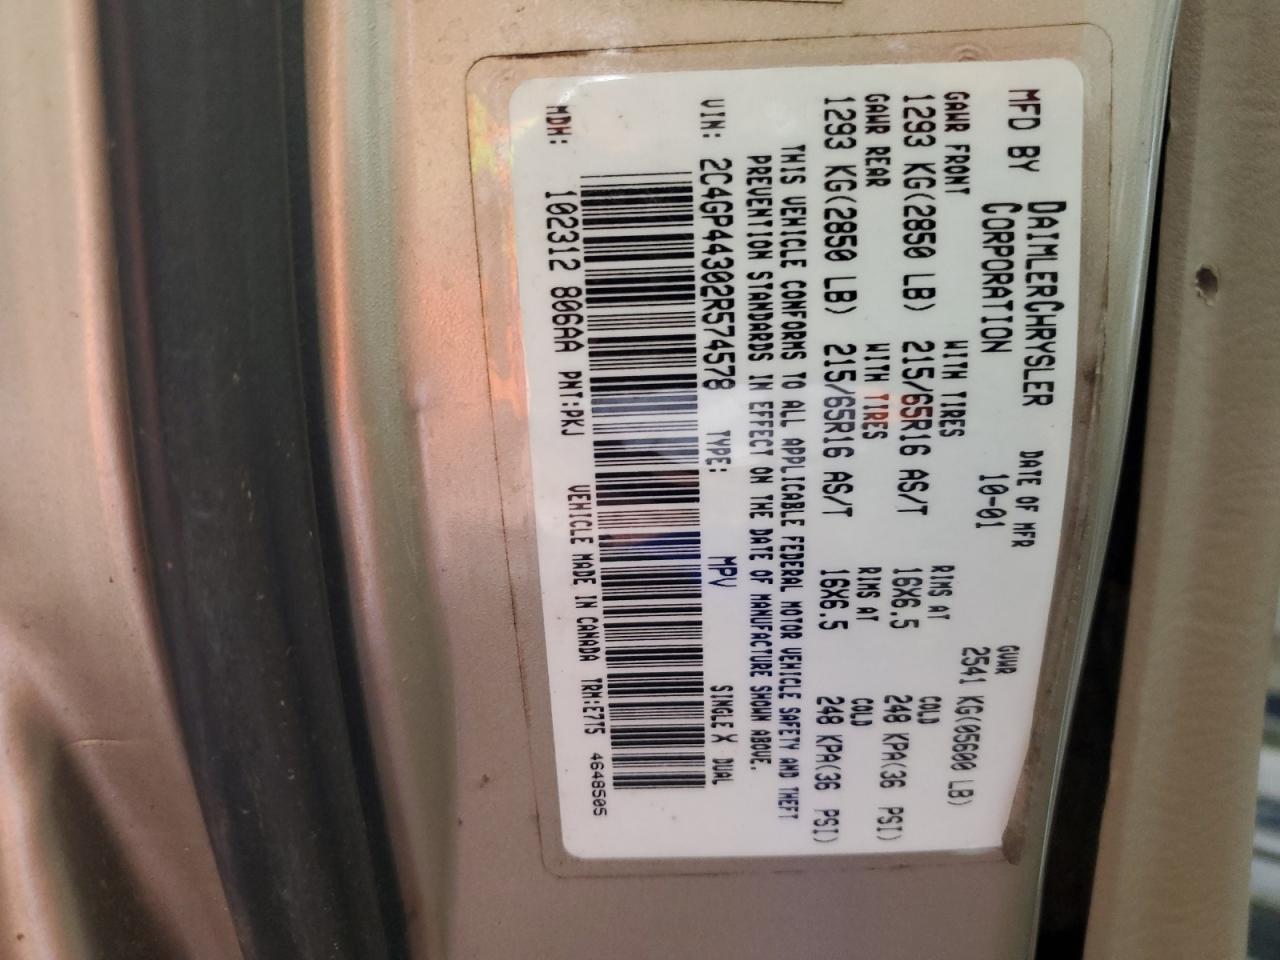 MFD BY DAIMLERCHRYSLER CORPORATION DATE OF MFR 10-01 GVWR 2541 KG(05600 LB)
GAWR FRONT WITH TIRES RIMS AT COLD
1293 KG(2850 LB) 215/65R16 AS/T 16X6.5 248 KPA(36 PSI)
GAWR REAR WITH TIRES RIMS AT COLD
1293 KG(2850 LB) 215/65R16 AS/T 16X6.5 248 KPA(36 PSI)
THIS VEHICLE CONFORMS TO ALL APPLICABLE FEDERAL MOTOR VEHICLE SAFETY AND THEFT
PREVENTION STANDARDS IN EFFECT ON THE DATE OF MANUFACTURE SHOWN ABOVE.
VIN: 2C4GP44302R574578 TYPE: MPV SINGLE X DUAL
MDH: 102312 806AA PNT:PKJ VEHICLE MADE IN CANADA TRM:E7T5 4648505